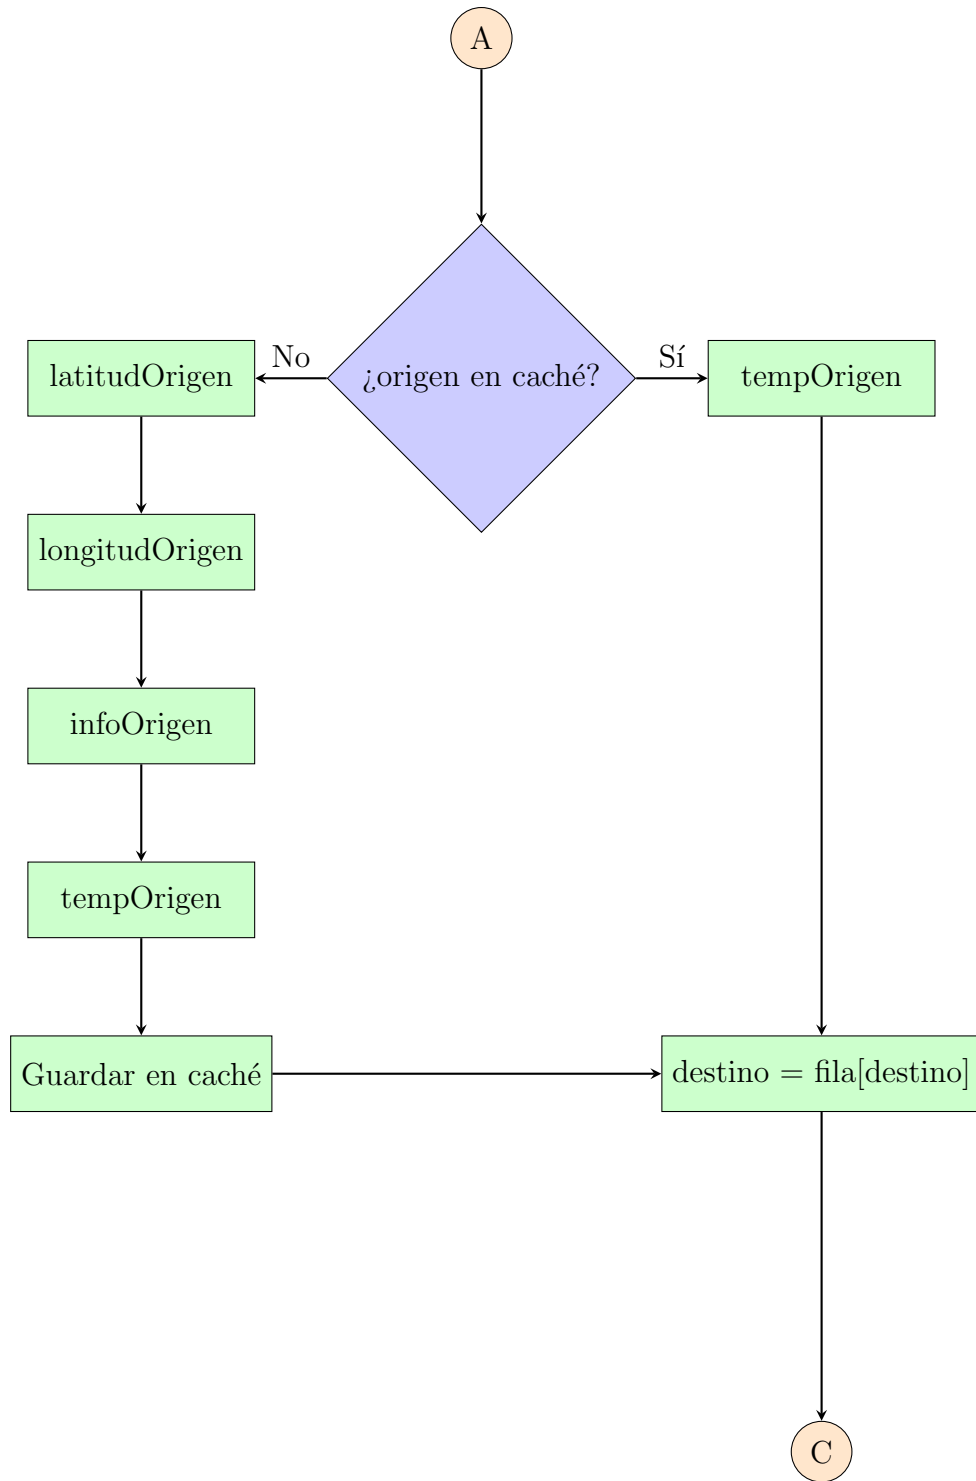 A
No
Sí
latitudOrigen
¿origen en caché?
tempOrigen
longitudOrigen
infoOrigen
tempOrigen
Guardar en caché
destino = fila[destino]
C